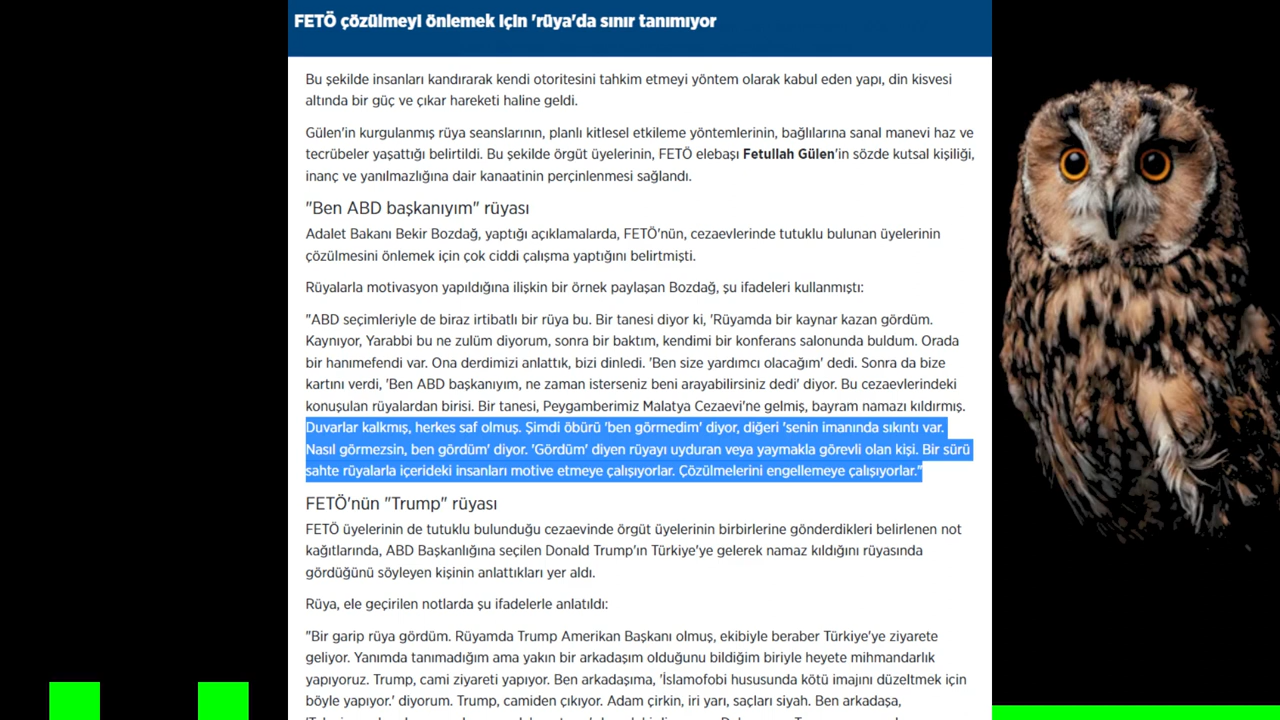 FETÖ çözülmeyi önlemek için 'rüya'da sınır tanımıyor
Bu şekilde insanları kandırarak kendi otoritesini tahkim etmeyi yöntem olarak kabul eden yapı, din kisvesi
altında bir güç ve çıkar hareketi haline geldi.
Gülen'in kurgulanmış rüya seanslarının, planlı kitlesel etkileme yöntemlerinin, bağlılarına sanal manevi haz ve
tecrübeler yaşattığı belirtildi. Bu şekilde örgüt üyelerinin, FETÖ elebaşı Fetullah Gülen'in sözde kutsal kişiliği,
inanç ve yanılmazlığına dair kanaatinin perçinlenmesi sağlandı.
"Ben ABD başkanıyım" rüyası
Adalet Bakanı Bekir Bozdağ, yaptığı açıklamalarda, FETÖ'nün, cezaevlerinde tutuklu bulunan üyelerinin
çözülmesini önlemek için çok ciddi çalışma yaptığını belirtmişti.
Rüyalarla motivasyon yapıldığına ilişkin bir örnek paylaşan Bozdağ, şu ifadeleri kullanmıştı:
"ABD seçimleriyle de biraz irtibatlı bir rüya bu. Bir tanesi diyor ki, 'Rüyamda bir kaynar kazan gördüm.
Kaynıyor, Yarabbi bu ne zulüm diyorum, sonra bir baktım, kendimi bir konferans salonunda buldum. Orada
bir hanımefendi var. Ona derdimizi anlattık, bizi dinledi. 'Ben size yardımcı olacağım' dedi. Sonra da bize
kartını verdi, 'Ben ABD başkanıyım, ne zaman isterseniz beni arayabilirsiniz dedi' diyor. Bu cezaevlerindeki
konuşulan rüyalardan birisi. Bir tanesi, Peygamberimiz Malatya Cezaevi'ne gelmiş, bayram namazı kıldırmış.
Duvarlar kalkmış, herkes saf olmuş. Şimdi öbürü 'ben görmedim' diyor, diğeri 'senin imanında sıkıntı var.
Nasıl görmezsin, ben gördüm' diyor. 'Gördüm' diyen rüyayı uyduran veya yaymakla görevli olan kişi. Bir sürü
sahte rüyalarla içerideki insanları motive etmeye çalışıyorlar. Çözülmelerini engellemeye çalışıyorlar."
FETÖ'nün "Trump" rüyası
FETÖ üyelerinin de tutuklu bulunduğu cezaevinde örgüt üyelerinin birbirlerine gönderdikleri belirlenen not
kağıtlarında, ABD Başkanlığına seçilen Donald Trump'ın Türkiye'ye gelerek namaz kıldığını rüyasında
gördüğünü söyleyen kişinin anlattıkları yer aldı.
Rüya, ele geçirilen notlarda şu ifadelerle anlatıldı:
"Bir garip rüya gördüm. Rüyamda Trump Amerikan Başkanı olmuş, ekibiyle beraber Türkiye'ye ziyarete
geliyor. Yanımda tanımadığım ama yakın bir arkadaşım olduğunu bildiğim biriyle heyete mihmandarlık
yapıyoruz. Trump, cami ziyareti yapıyor. Ben arkadaşıma, 'İslamofobi hususunda kötü imajını düzeltmek için
böyle yapıyor.' diyorum. Trump, camiden çıkıyor. Adam çirkin, iri yarı, saçları siyah. Ben arkadaşa,